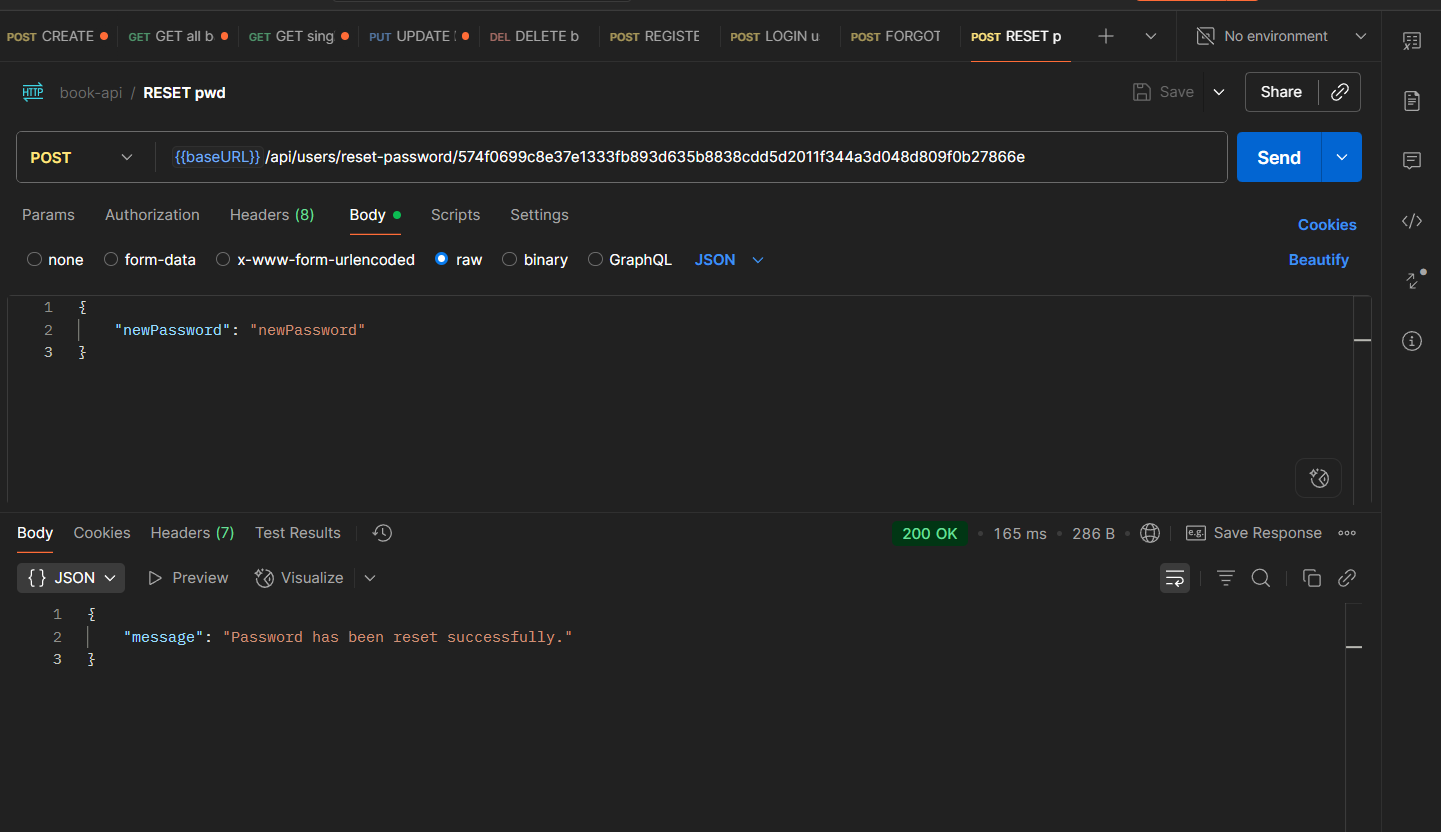 POST CREATE GET GET all b GET GET sing PUT UPDATE DEL DELETE b POST REGISTE POST LOGIN u POST FORGOT POST RESET p No environment
HTTP book-api / RESET pwd Save Share
POST {{baseURL}} /api/users/reset-password/574f0699c8e37e1333fb893d635b8838cdd5d2011f344a3d048d809f0b27866e Send
Params Authorization Headers (8) Body Scripts Settings Cookies
none form-data x-www-form-urlencoded raw binary GraphQL JSON Beautify
1 {
2 "newPassword": "newPassword"
3 }
Body Cookies Headers (7) Test Results 200 OK • 165 ms • 286 B • e.g. Save Response
{} JSON Preview Visualize
1 {
2 "message": "Password has been reset successfully."
3 }